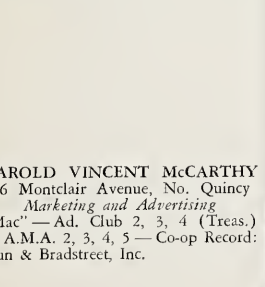 AROLD VINCENT McCARTHY
6 Montclair Avenue, No. Quincy
Marketing and Advertising
Mac" — Ad. Club 2, 3, 4 (Treas.)
A.M.A. 2, 3, 4, 5 — Co-op Record:
un & Bradstreet, Inc.